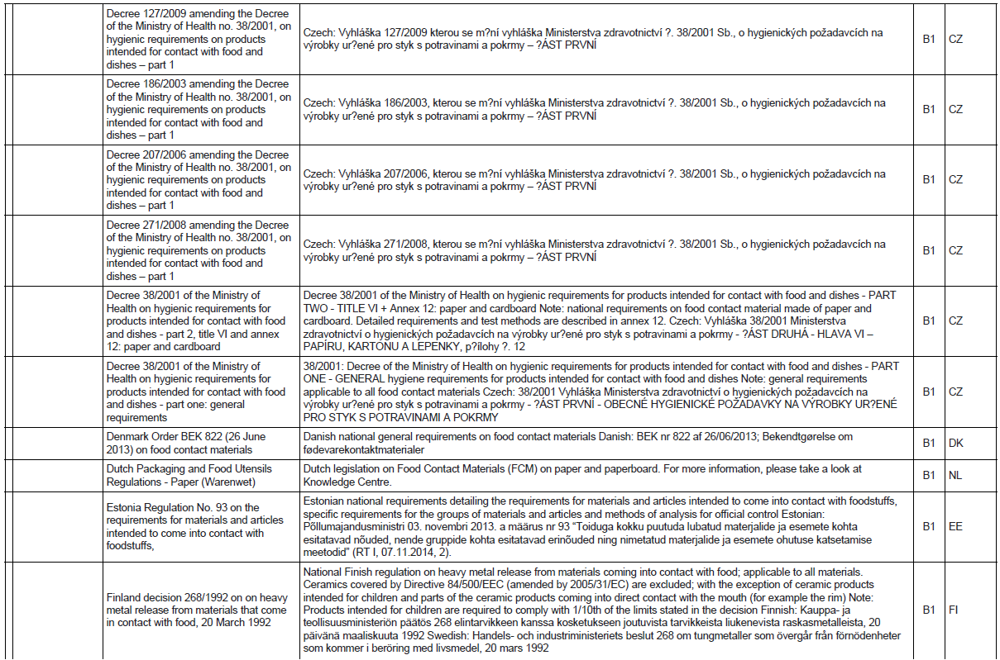 Decree 127/2009 amending the Decree
of the Ministry of Health no. 38/2001, on
hygienic requirements on products
intended for contact with food and
dishes – part 1
Czech: Vyhláška 127/2009 kterou se m?ní vyhláška Ministerstva zdravotnictví ?. 38/2001 Sb., o hygienických požadavcích na
výrobky ur?ené pro styk s potravinami a pokrmy – ?ÁST PRVNÍ
B1
CZ
Decree 186/2003 amending the Decree
of the Ministry of Health no. 38/2001, on
hygienic requirements on products
intended for contact with food and
dishes – part 1
Czech: Vyhláška 186/2003, kterou se m?ní vyhláška Ministerstva zdravotnictví ?. 38/2001 Sb., o hygienických požadavcích na
výrobky ur?ené pro styk s potravinami a pokrmy – ?ÁST PRVNÍ
B1
CZ
Decree 207/2006 amending the Decree
of the Ministry of Health no. 38/2001, on
hygienic requirements on products
intended for contact with food and
dishes – part 1
Czech: Vyhláška 207/2006, kterou se m?ní vyhláška Ministerstva zdravotnictví ?. 38/2001 Sb., o hygienických požadavcích na
výrobky ur?ené pro styk s potravinami a pokrmy – ?ÁST PRVNÍ
B1
CZ
Decree 271/2008 amending the Decree
of the Ministry of Health no. 38/2001, on
hygienic requirements on products
intended for contact with food and
dishes – part 1
Czech: Vyhláška 271/2008, kterou se m?ní vyhláška Ministerstva zdravotnictví ?. 38/2001 Sb., o hygienických požadavcích na
výrobky ur?ené pro styk s potravinami a pokrmy – ?ÁST PRVNÍ
B1
CZ
Decree 38/2001 of the Ministry of
Health on hygienic requirements for
products intended for contact with food
and dishes - part 2, title VI and annex
12: paper and cardboard
Decree 38/2001 of the Ministry of Health on hygienic requirements for products intended for contact with food and dishes - PART
TWO - TITLE VI + Annex 12: paper and cardboard Note: national requirements on food contact material made of paper and
cardboard. Detailed requirements and test methods are described in annex 12. Czech: Vyhláška 38/2001 Ministerstva
zdravotnictví o hygienických požadavcích na výrobky ur?ené pro styk s potravinami a pokrmy - ?ÁST DRUHÁ - HLAVA VI –
PAPÍRU, KARTONU A LEPENKY, p?ílohy ?. 12
B1
CZ
Decree 38/2001 of the Ministry of
Health on hygienic requirements for
products intended for contact with food
and dishes - part one: general
requirements
38/2001: Decree of the Ministry of Health on hygienic requirements for products intended for contact with food and dishes - PART
ONE - GENERAL hygiene requirements for products intended for contact with food and dishes Note: general requirements
applicable to all food contact materials Czech: 38/2001 Vyhláška Ministerstva zdravotnictví o hygienických požadavcích na
výrobky ur?ené pro styk s potravinami a pokrmy - ?ÁST PRVNÍ - OBECNÉ HYGIENICKÉ POŽADAVKY NA VÝROBKY UR?ENÉ
PRO STYK S POTRAVINAMI A POKRMY
B1
CZ
Denmark Order BEK 822 (26 June
2013) on food contact materials
Danish national general requirements on food contact materials Danish: BEK nr 822 af 26/06/2013; Bekendtgørelse om
fødevarekontaktmaterialer
B1
DK
Dutch Packaging and Food Utensils
Regulations - Paper (Warenwet)
Dutch legislation on Food Contact Materials (FCM) on paper and paperboard. For more information, please take a look at
Knowledge Centre.
B1
NL
Estonia Regulation No. 93 on the
requirements for materials and articles
intended to come into contact with
foodstuffs,
Estonian national requirements detailing the requirements for materials and articles intended to come into contact with foodstuffs,
specific requirements for the groups of materials and articles and methods of analysis for official control Estonian:
Põllumajandusministri 03. novembri 2013. a määrus nr 93 “Toiduga kokku puutuda lubatud materjalide ja esemete kohta
esitatavad nõuded, nende gruppide kohta esitatavad erinõuded ning nimetatud materjalide ja esemete ohutuse katsetamise
meetodid” (RT I, 07.11.2014, 2).
B1
EE
Finland decision 268/1992 on on heavy
metal release from materials that come
in contact with food, 20 March 1992
National Finish regulation on heavy metal release from materials coming into contact with food; applicable to all materials.
Ceramics covered by Directive 84/500/EEC (amended by 2005/31/EC) are excluded; with the exception of ceramic products
intended for children and parts of the ceramic products coming into direct contact with the mouth (for example the rim) Note:
Products intended for children are required to comply with 1/10th of the limits stated in the decision Finnish: Kauppa- ja
teollisuusministeriön päätös 268 elintarvikkeen kanssa kosketukseen joutuvista tarvikkeista liukenevista raskasmetalleista, 20
päivänä maaliskuuta 1992 Swedish: Handels- och industriministeriets beslut 268 om tungmetaller som övergår från förnödenheter
som kommer i beröring med livsmedel, 20 mars 1992
B1
FI